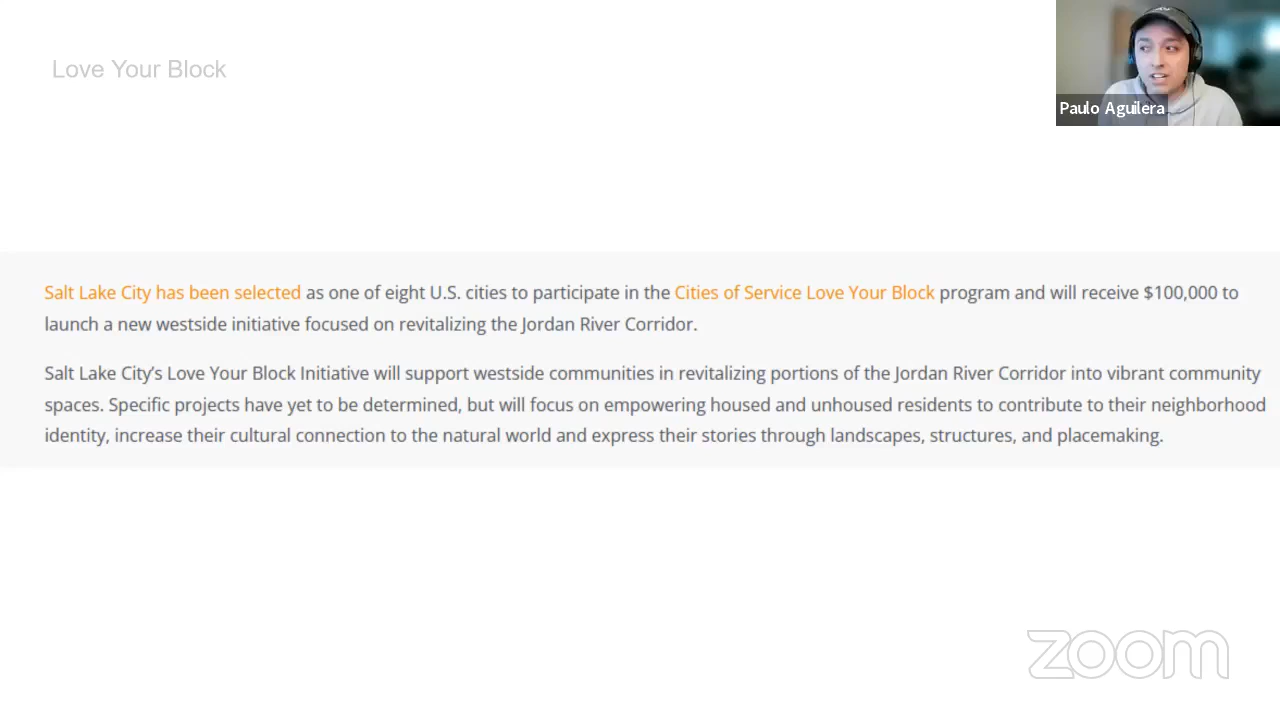 Love Your Block
Paulo Aguilera
Salt Lake City has been selected as one of eight U.S. cities to participate in the Cities of Service Love Your Block program and will receive $100,000 to
launch a new westside initiative focused on revitalizing the Jordan River Corridor.
Salt Lake City’s Love Your Block Initiative will support westside communities in revitalizing portions of the Jordan River Corridor into vibrant community
spaces. Specific projects have yet to be determined, but will focus on empowering housed and unhoused residents to contribute to their neighborhood
identity, increase their cultural connection to the natural world and express their stories through landscapes, structures, and placemaking.
zoom